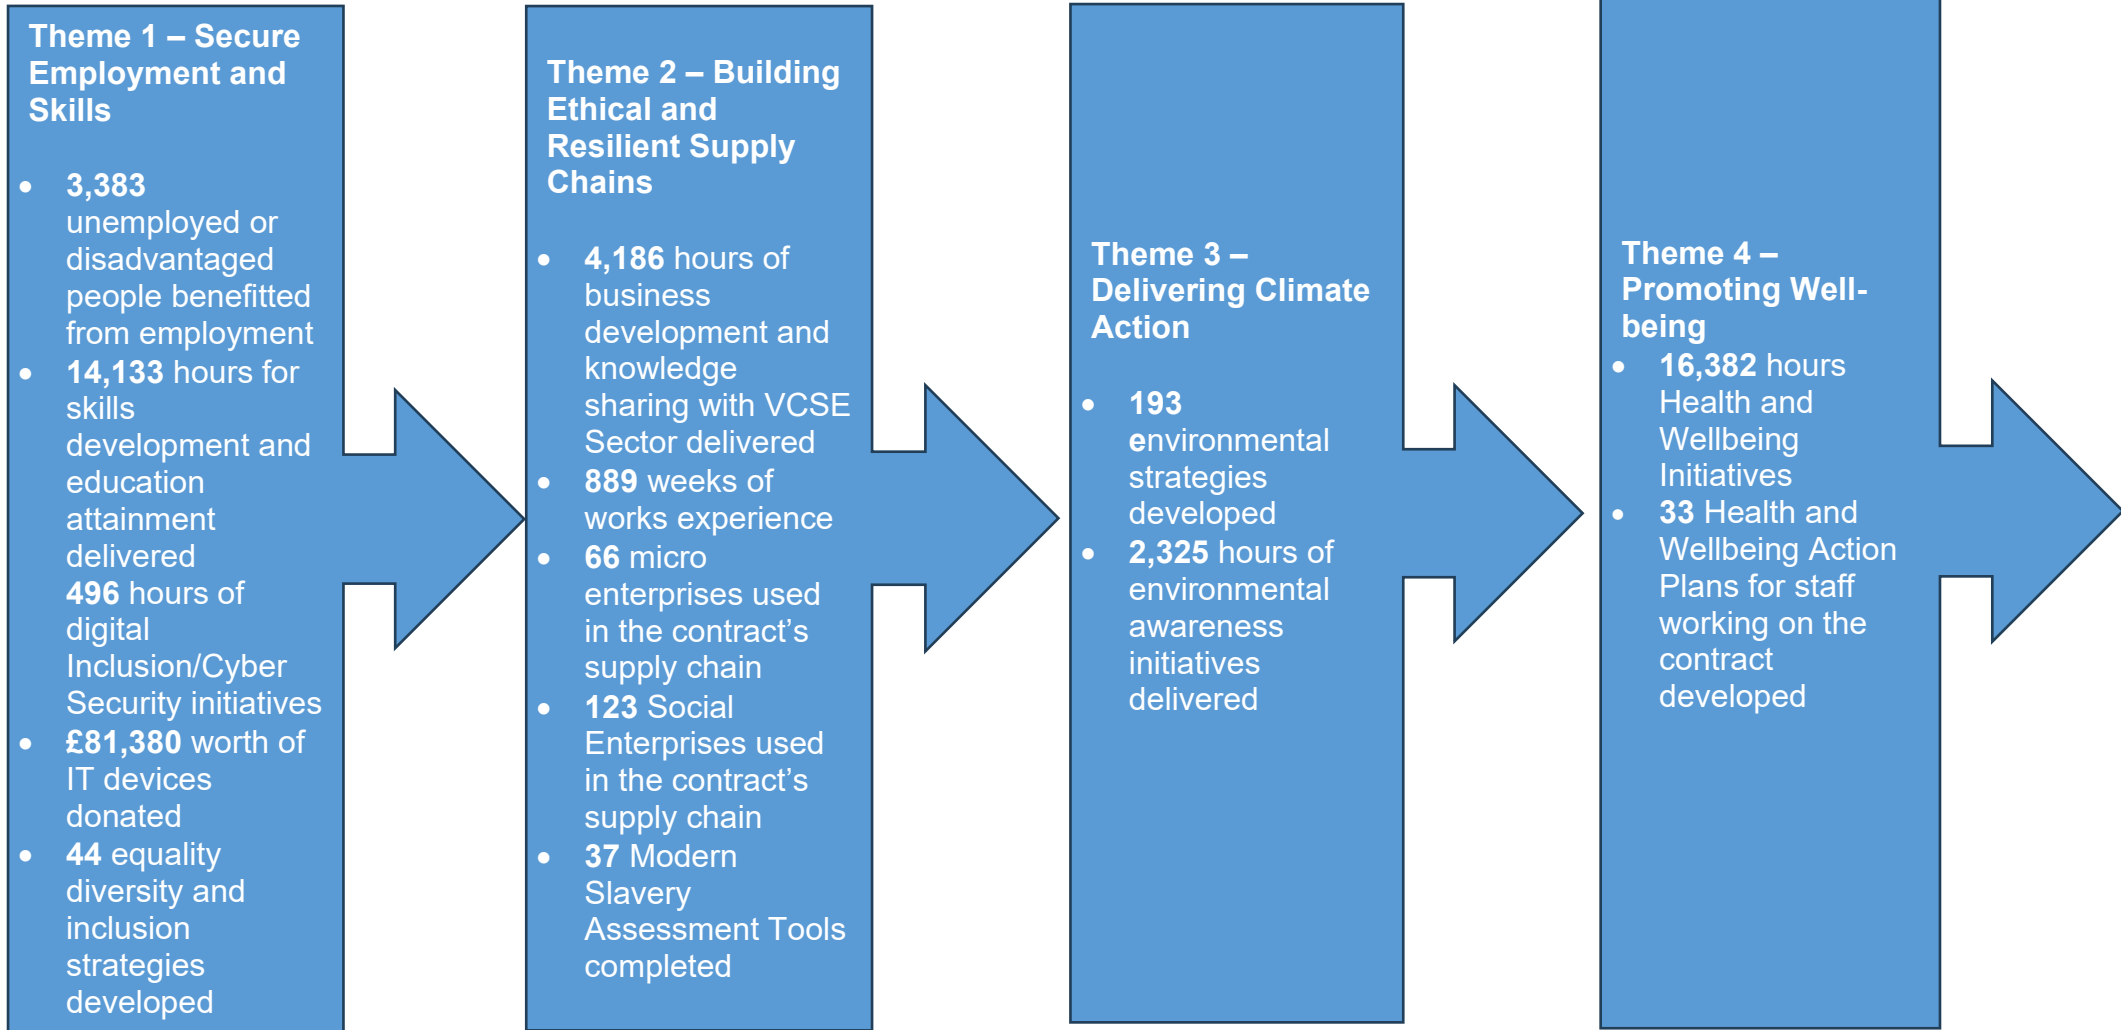 Theme 1 – Secure
Employment and
Skills
• 3,383
unemployed or
disadvantaged
people benefitted
from employment
• 14,133 hours for
skills
development and
education
attainment
delivered
496 hours of
digital
Inclusion/Cyber
Security initiatives
• £81,380 worth of
IT devices
donated
• 44 equality
diversity and
inclusion
strategies
developed
Theme 2 – Building
Ethical and
Resilient Supply
Chains
• 4,186 hours of
business
development and
knowledge
sharing with VCSE
Sector delivered
• 889 weeks of
works experience
• 66 micro
enterprises used
in the contract’s
supply chain
• 123 Social
Enterprises used
in the contract’s
supply chain
• 37 Modern
Slavery
Assessment Tools
completed
Theme 3 –
Delivering Climate
Action
• 193
environmental
strategies
developed
• 2,325 hours of
environmental
awareness
initiatives
delivered
Theme 4 –
Promoting Well-
being
• 16,382 hours
Health and
Wellbeing
Initiatives
• 33 Health and
Wellbeing Action
Plans for staff
working on the
contract
developed